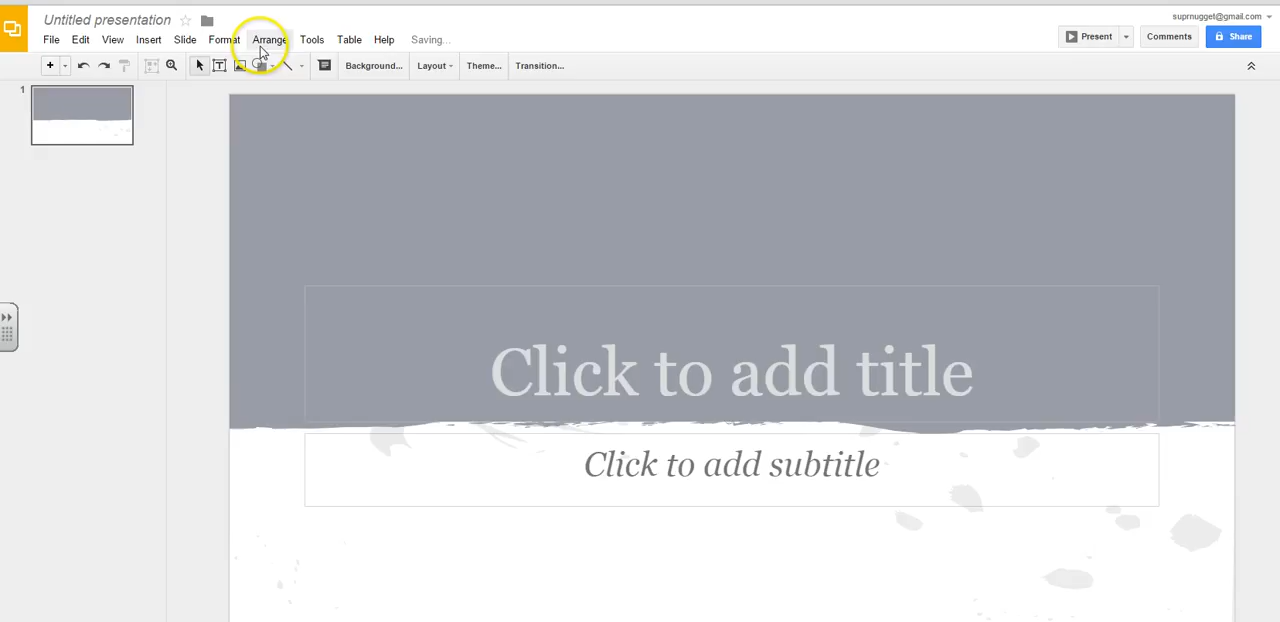 Untitled presentation
suprnugget@gmail.com
File Edit View Insert Slide Format Arrange Tools Table Help Saving...
Present Comments Share
Background... Layout Theme... Transition...
1
Click to add title
Click to add subtitle